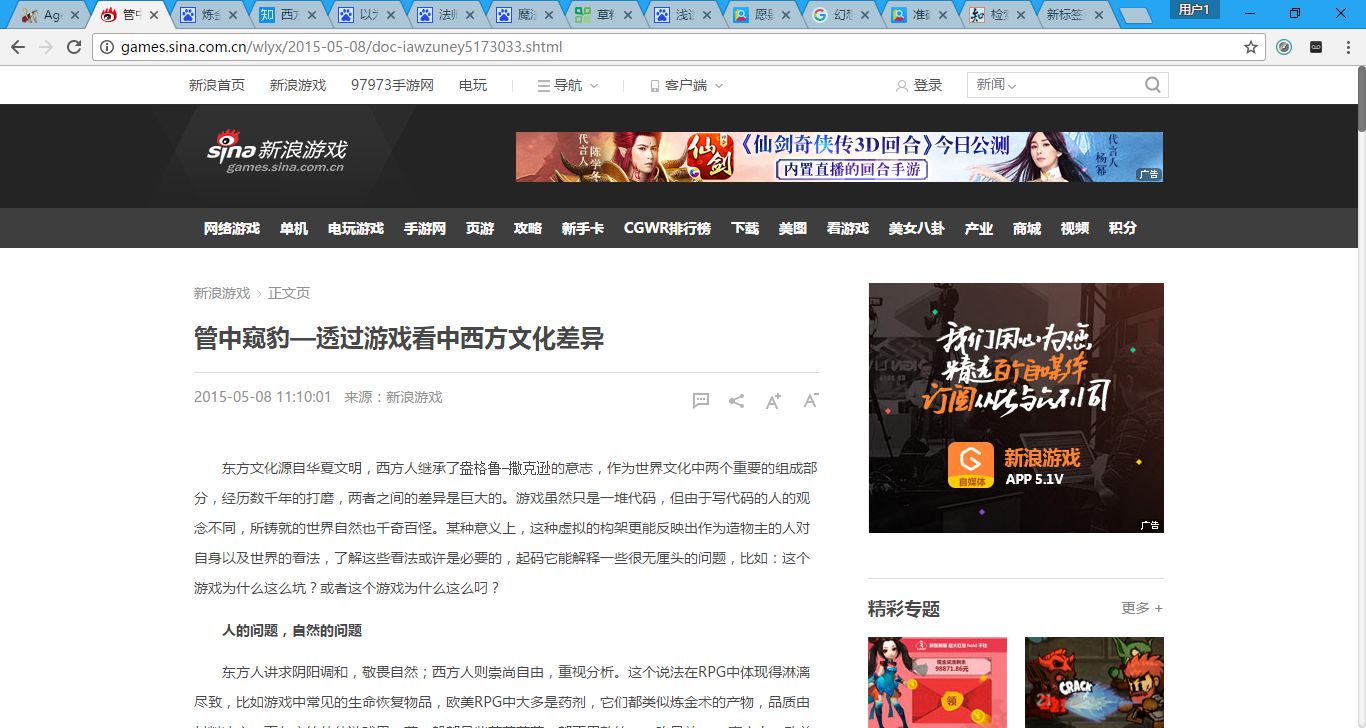 Ag
管中
炼金
西方
以太
法师
魔法
草料
浅谈
愿景
幻想
准确
检索
新标签
用户1
games.sina.com.cn/wlyx/2015-05-08/doc-iawzuney5173033.shtml
新浪首页 新浪游戏 97973手游网 电玩 导航 客户端 登录 新闻
sina 新浪游戏
games.sina.com.cn
代言人 陈学冬
仙剑
《仙剑奇侠传3D回合》今日公测
内置直播的回合手游
代言人 杨幂
广告
网络游戏 单机 电玩游戏 手游网 页游 攻略 新手卡 CGWR排行榜 下载 美图 看游戏 美女八卦 产业 商城 视频 积分
新浪游戏 > 正文页
管中窥豹—透过游戏看中西方文化差异
2015-05-08 11:10:01 来源：新浪游戏
A+ A-
东方文化源自华夏文明，西方人继承了盎格鲁–撒克逊的意志，作为世界文化中两个重要的组成部
分，经历数千年的打磨，两者之间的差异是巨大的。游戏虽然只是一堆代码，但由于写代码的人的观
念不同，所铸就的世界自然也千奇百怪。某种意义上，这种虚拟的构架更能反映出作为造物主的人对
自身以及世界的看法，了解这些看法或许是必要的，起码它能解释一些很无厘头的问题，比如：这个
游戏为什么这么坑？或者这个游戏为什么这么叼？
人的问题，自然的问题
东方人讲求阴阳调和，敬畏自然；西方人则崇尚自由，重视分析。这个说法在RPG中体现得淋漓
尽致，比如游戏中常见的生命恢复物品，欧美RPG中大多是药剂，它们都类似炼金术的产物，品质由
我们用心为您
精选百个自媒体
订阅从此与众不同
自媒体
新浪游戏
APP 5.1V
广告
精彩专题
更多 +
现金奖池剩余
98871.86元
领
CRACK
21